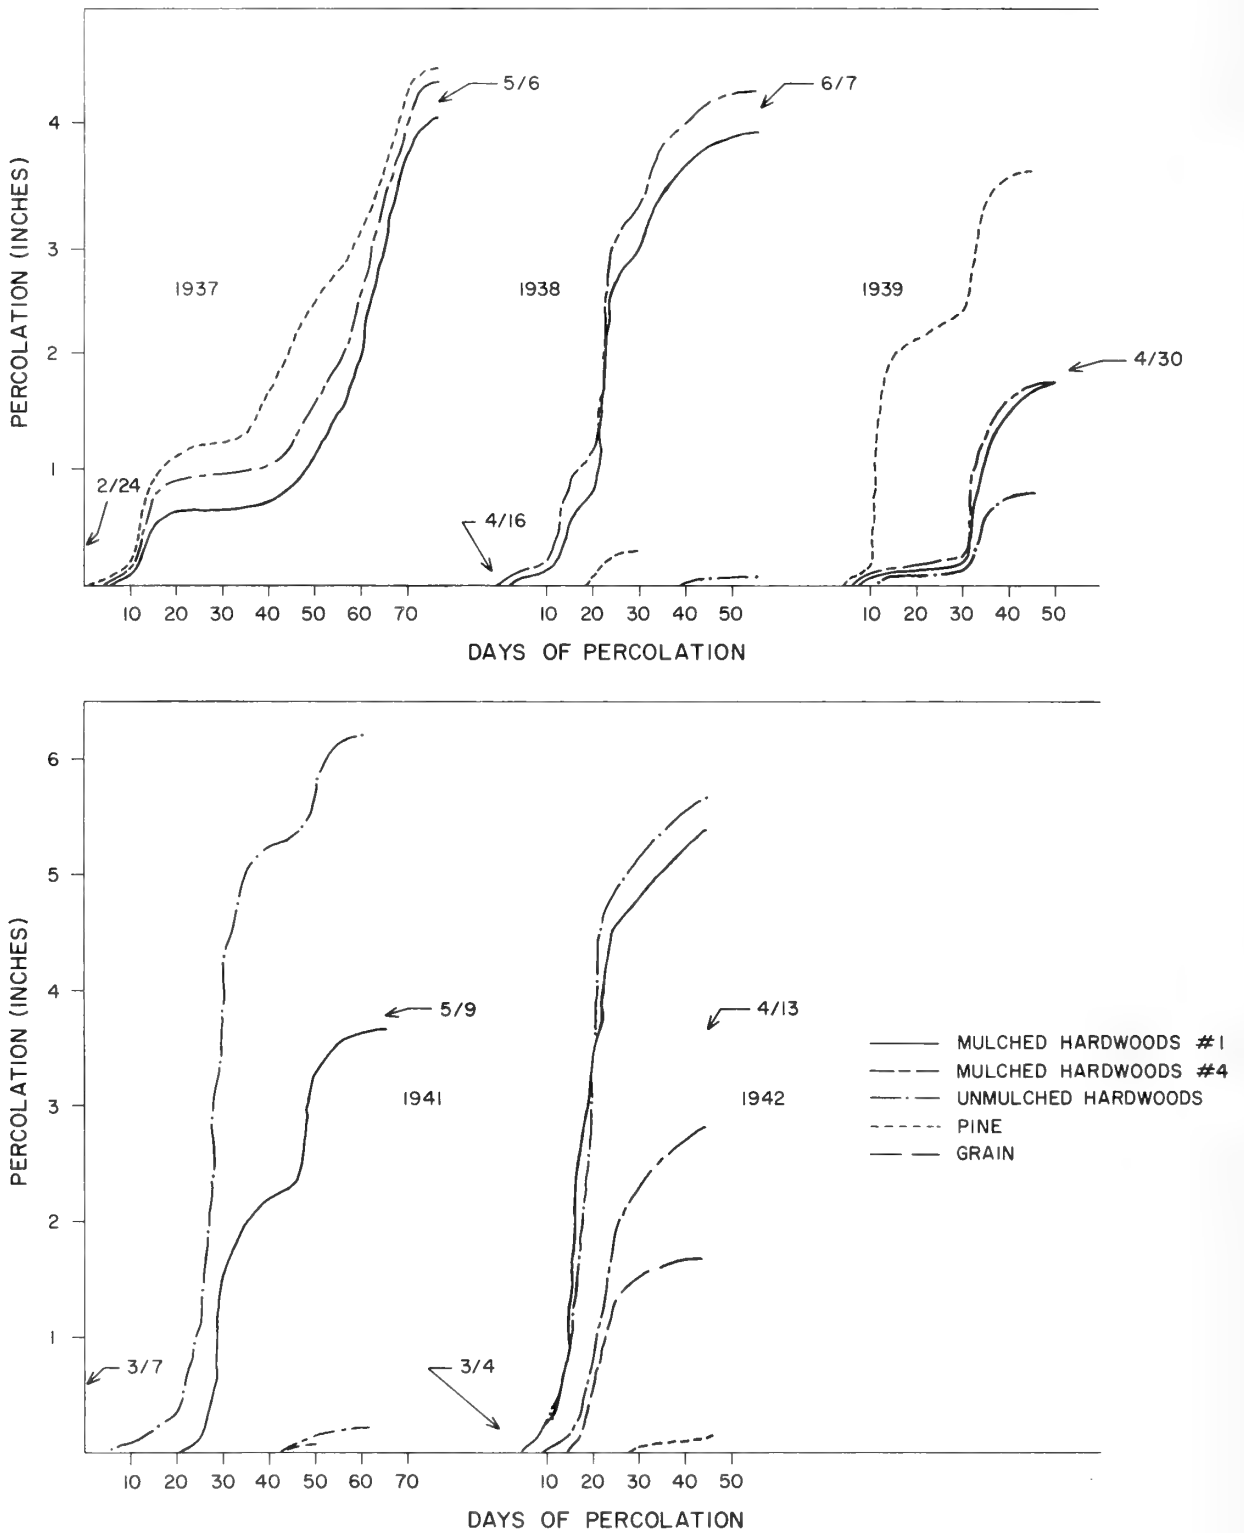 PERCOLATION (INCHES)
4
3
2
1
1937
1938
1939
5/6
6/7
4/30
2/24
4/16
10 20 30 40 50 60 70
10 20 30 40 50
10 20 30 40 50
DAYS OF PERCOLATION
PERCOLATION (INCHES)
6
5
4
3
2
1
5/9
4/13
1941
1942
3/7
3/4
MULCHED HARDWOODS #1
MULCHED HARDWOODS #4
UNMULCHED HARDWOODS
PINE
GRAIN
10 20 30 40 50 60 70
10 20 30 40 50
DAYS OF PERCOLATION